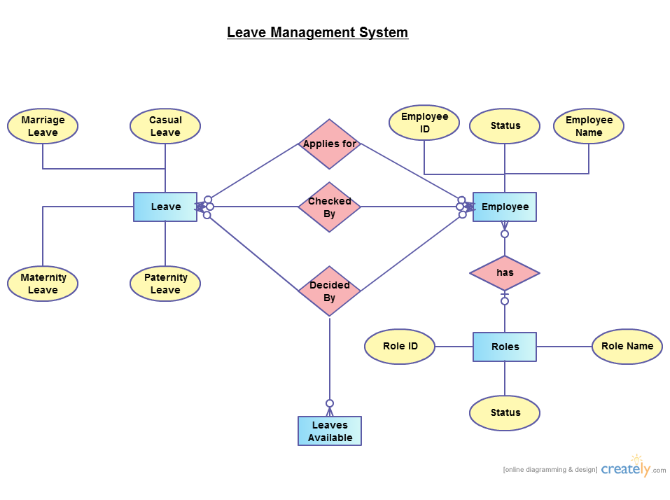 Leave Management System
Marriage
Leave
Casual
Leave
Applies for
Employee
ID
Status
Employee
Name
Leave
Checked
By
Employee
Maternity
Leave
Paternity
Leave
Decided
By
has
Role ID
Roles
Role Name
Status
Leaves
Available
[online diagramming & design] creately.com